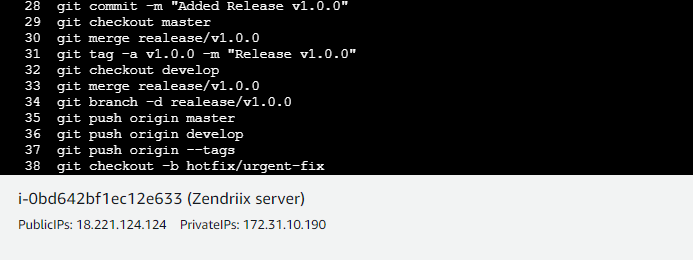 28 git commit -m "Added Release v1.0.0"
29 git checkout master
30 git merge realease/v1.0.0
31 git tag -a v1.0.0 -m "Release v1.0.0"
32 git checkout develop
33 git merge realease/v1.0.0
34 git branch -d realease/v1.0.0
35 git push origin master
36 git push origin develop
37 git push origin --tags
38 git checkout -b hotfix/urgent-fix
i-0bd642bf1ec12e633 (Zendriix server)
PublicIPs: 18.221.124.124 PrivateIPs: 172.31.10.190